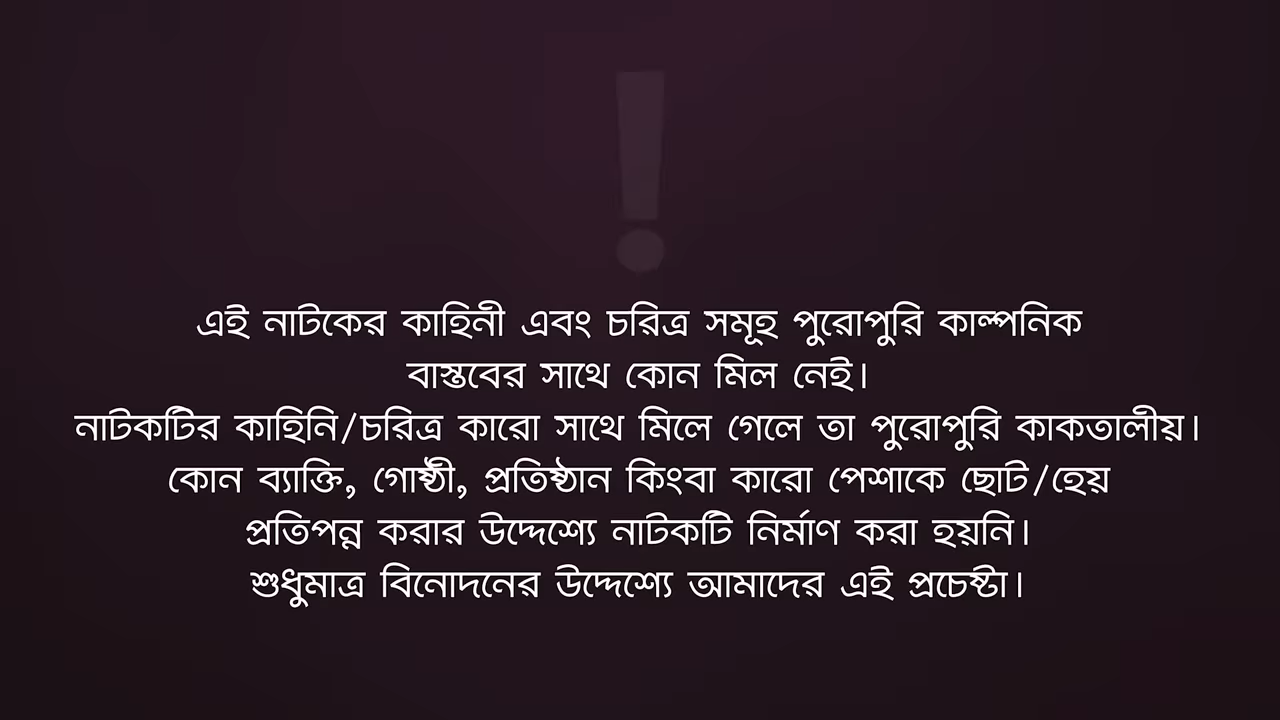 এই নাটকের কাহিনী এবং চরিত্র সমূহ পুরোপুরি কাল্পনিক
বাস্তবের সাথে কোন মিল নেই।
নাটকটির কাহিনি/চরিত্র কারো সাথে মিলে গেলে তা পুরোপুরি কাকতালীয়।
কোন ব্যাক্তি, গোষ্ঠী, প্রতিষ্ঠান কিংবা কারো পেশাকে ছোট/হেয়
প্রতিপন্ন করার উদ্দেশ্যে নাটকটি নির্মাণ করা হয়নি।
শুধুমাত্র বিনোদনের উদ্দেশ্যে আমাদের এই প্রচেষ্টা।